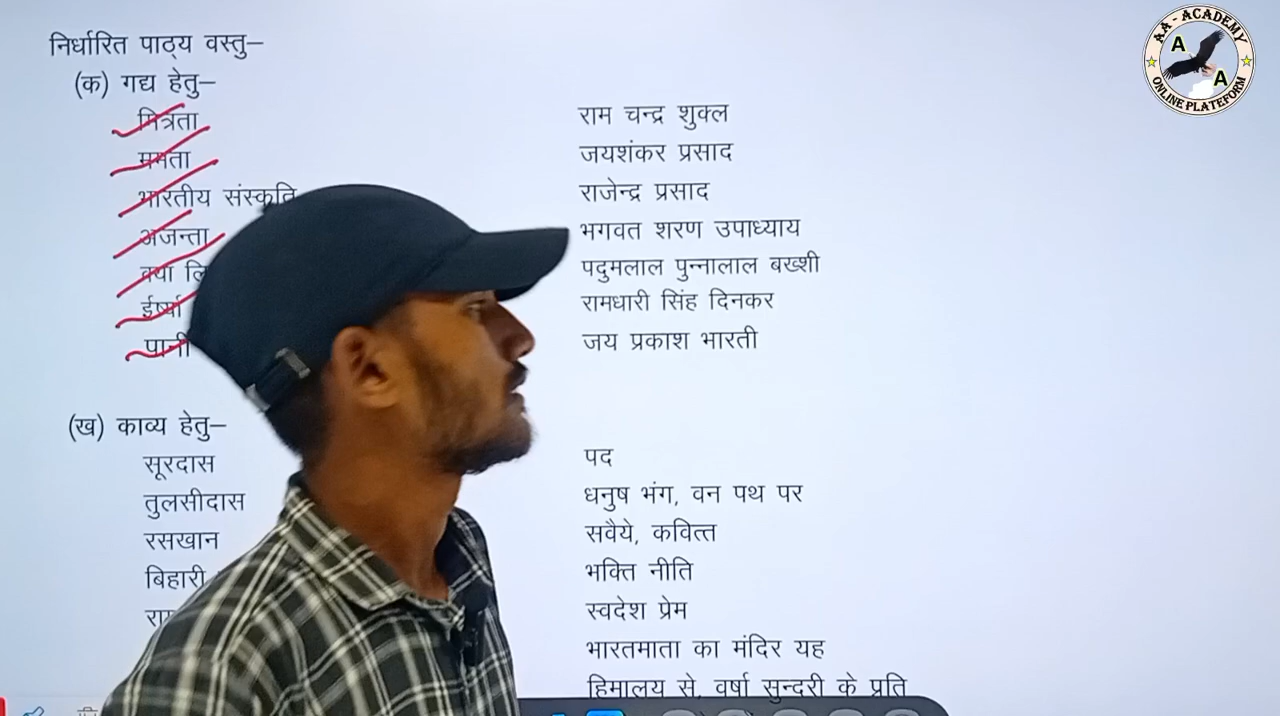 निर्धारित पाठ्य वस्तु–
(क) गद्य हेतु–
मित्रता राम चन्द्र शुक्ल
ममता जयशंकर प्रसाद
भारतीय संस्कृति राजेन्द्र प्रसाद
अजन्ता भगवत शरण उपाध्याय
क्या पदुमलाल पुन्नालाल बख्शी
ईर्ष्या रामधारी सिंह दिनकर
पानी जय प्रकाश भारती
(ख) काव्य हेतु–
सूरदास पद
तुलसीदास धनुष भंग, वन पथ पर
रसखान सवैये, कवित्त
बिहारी भक्ति नीति
स्वदेश प्रेम
भारतमाता का मंदिर यह
हिमालय से, वर्षा सुन्दरी के प्रति
AA - ACADEMY
A
A
ONLINE PLATEFORM